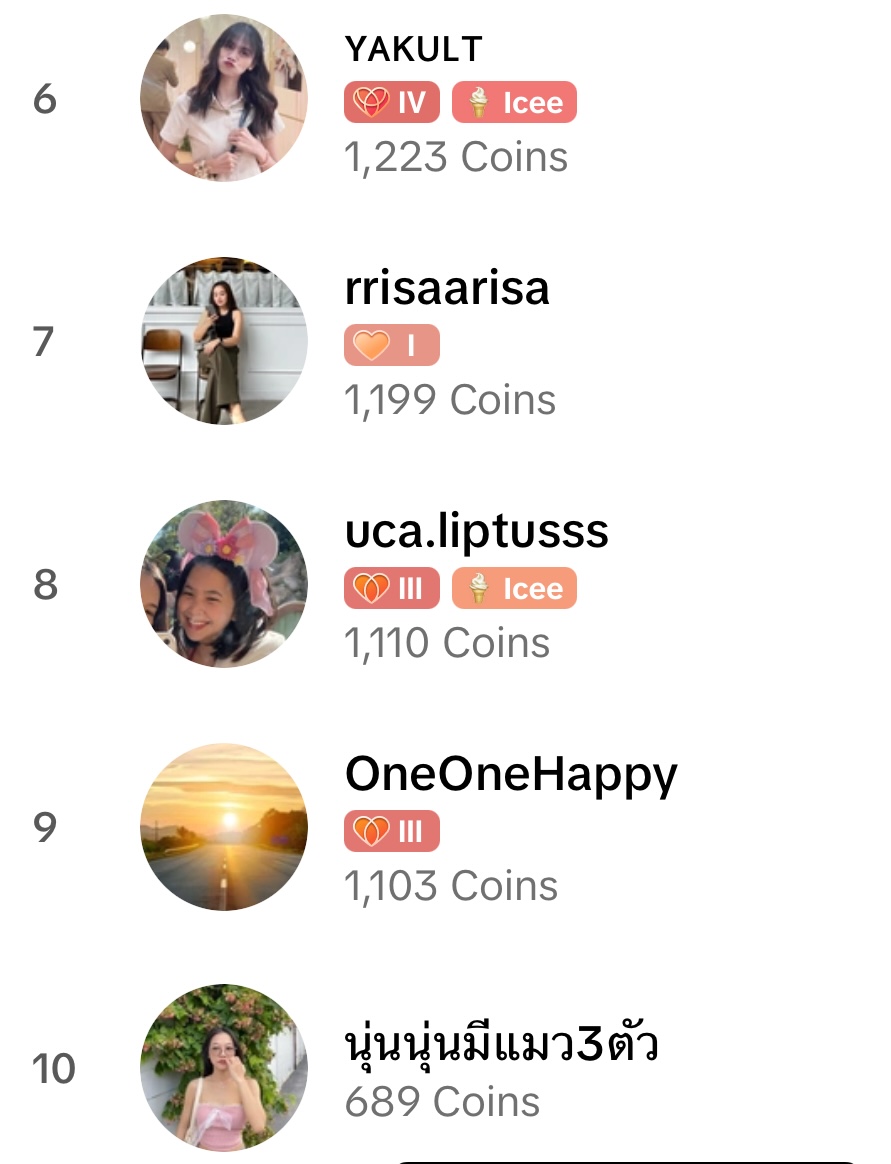 6
YAKULT
IV Icee
1,223 Coins
7
rrisaarisa
I
1,199 Coins
8
uca.liptusss
III Icee
1,110 Coins
9
OneOneHappy
III
1,103 Coins
10
นุ่นนุ่นมีแมว3ตัว
689 Coins